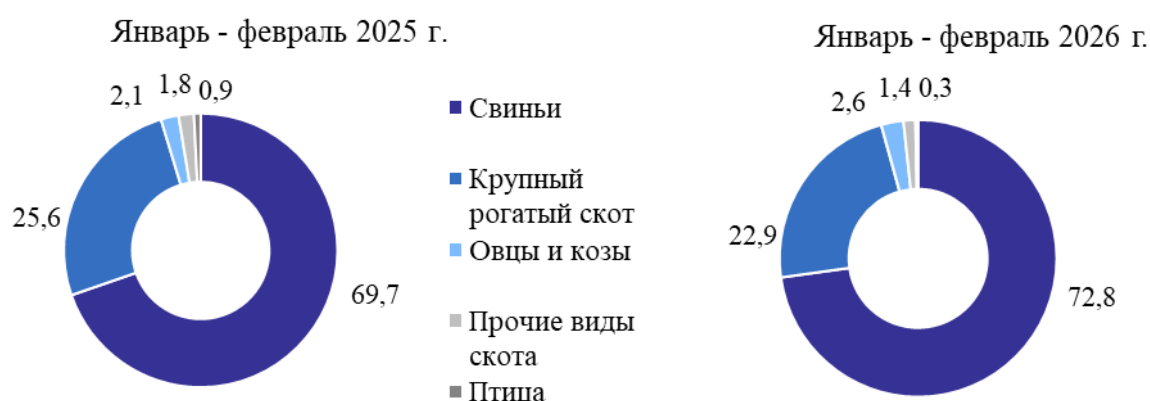 Январь - февраль 2025 г.
2,1
1,8
0,9
25,6
69,7
Свиньи
Крупный
рогатый скот
Овцы и козы
Прочие виды
скота
Птица
Январь - февраль 2026 г.
2,6
1,4
0,3
22,9
72,8